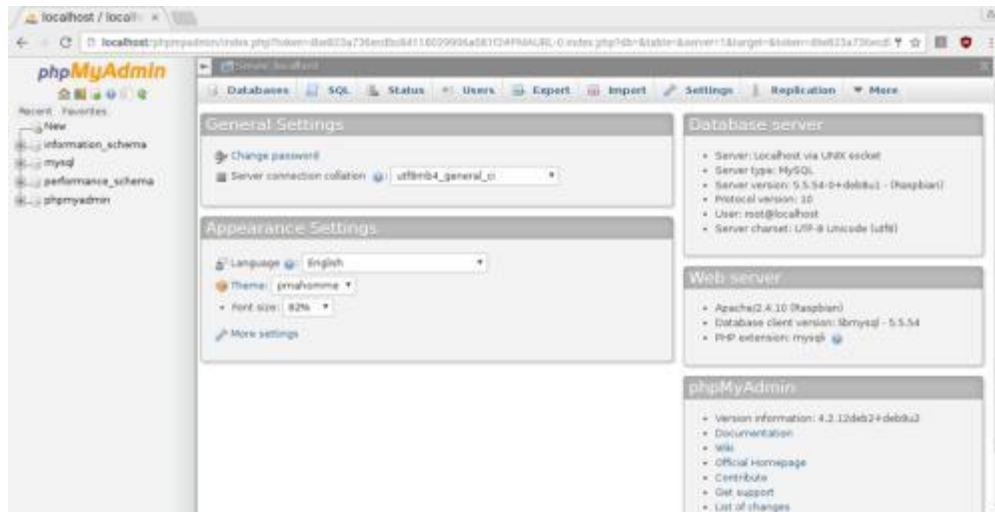 localhost / local
localhost/phpmyadmin/index.php?token=
phpMyAdmin
Recent Favorites
New
information_schema
mysql
performance_schema
phpmyadmin
Server: localhost
Databases SQL Status Users Export Import Settings Replication More
General Settings
Change password
Server connection collation : utf8mb4_general_ci
Appearance Settings
Language : English
Theme: pmahomme
Font size: 82%
More settings
Database server
Server: Localhost via UNIX socket
Server type: MySQL
Server version: 5.5.54-0+deb8u1 - (Raspbian)
Protocol version: 10
User: root@localhost
Server charset: UTF-8 Unicode (utf8)
Web server
Apache/2.4.10 (Raspbian)
Database client version: libmysql - 5.5.54
PHP extension: mysqli
phpMyAdmin
Version information: 4.2.12deb2+deb8u2
Documentation
Wiki
Official Homepage
Contribute
Get support
List of changes